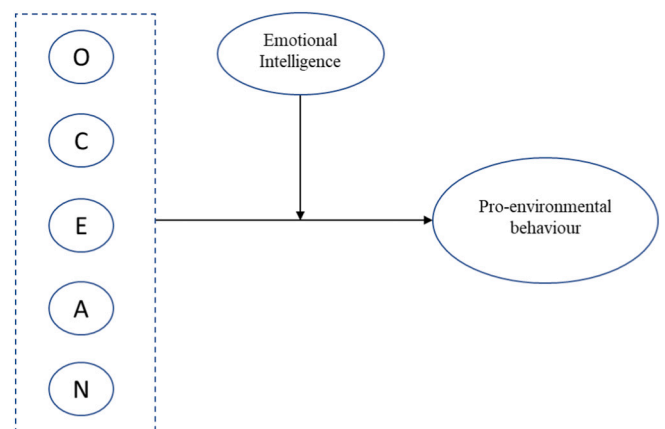 O
C
E
A
N
Emotional
Intelligence
Pro-environmental
behaviour